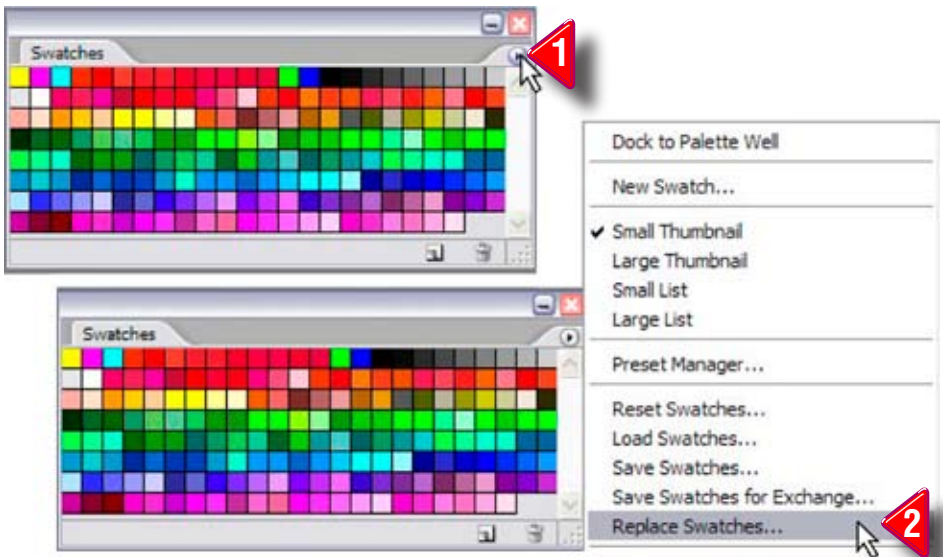 Swatches
1
Dock to Palette Well
New Swatch...
Small Thumbnail
Large Thumbnail
Small List
Large List
Preset Manager...
Reset Swatches...
Load Swatches...
Save Swatches...
Save Swatches for Exchange...
Replace Swatches...
2
Swatches